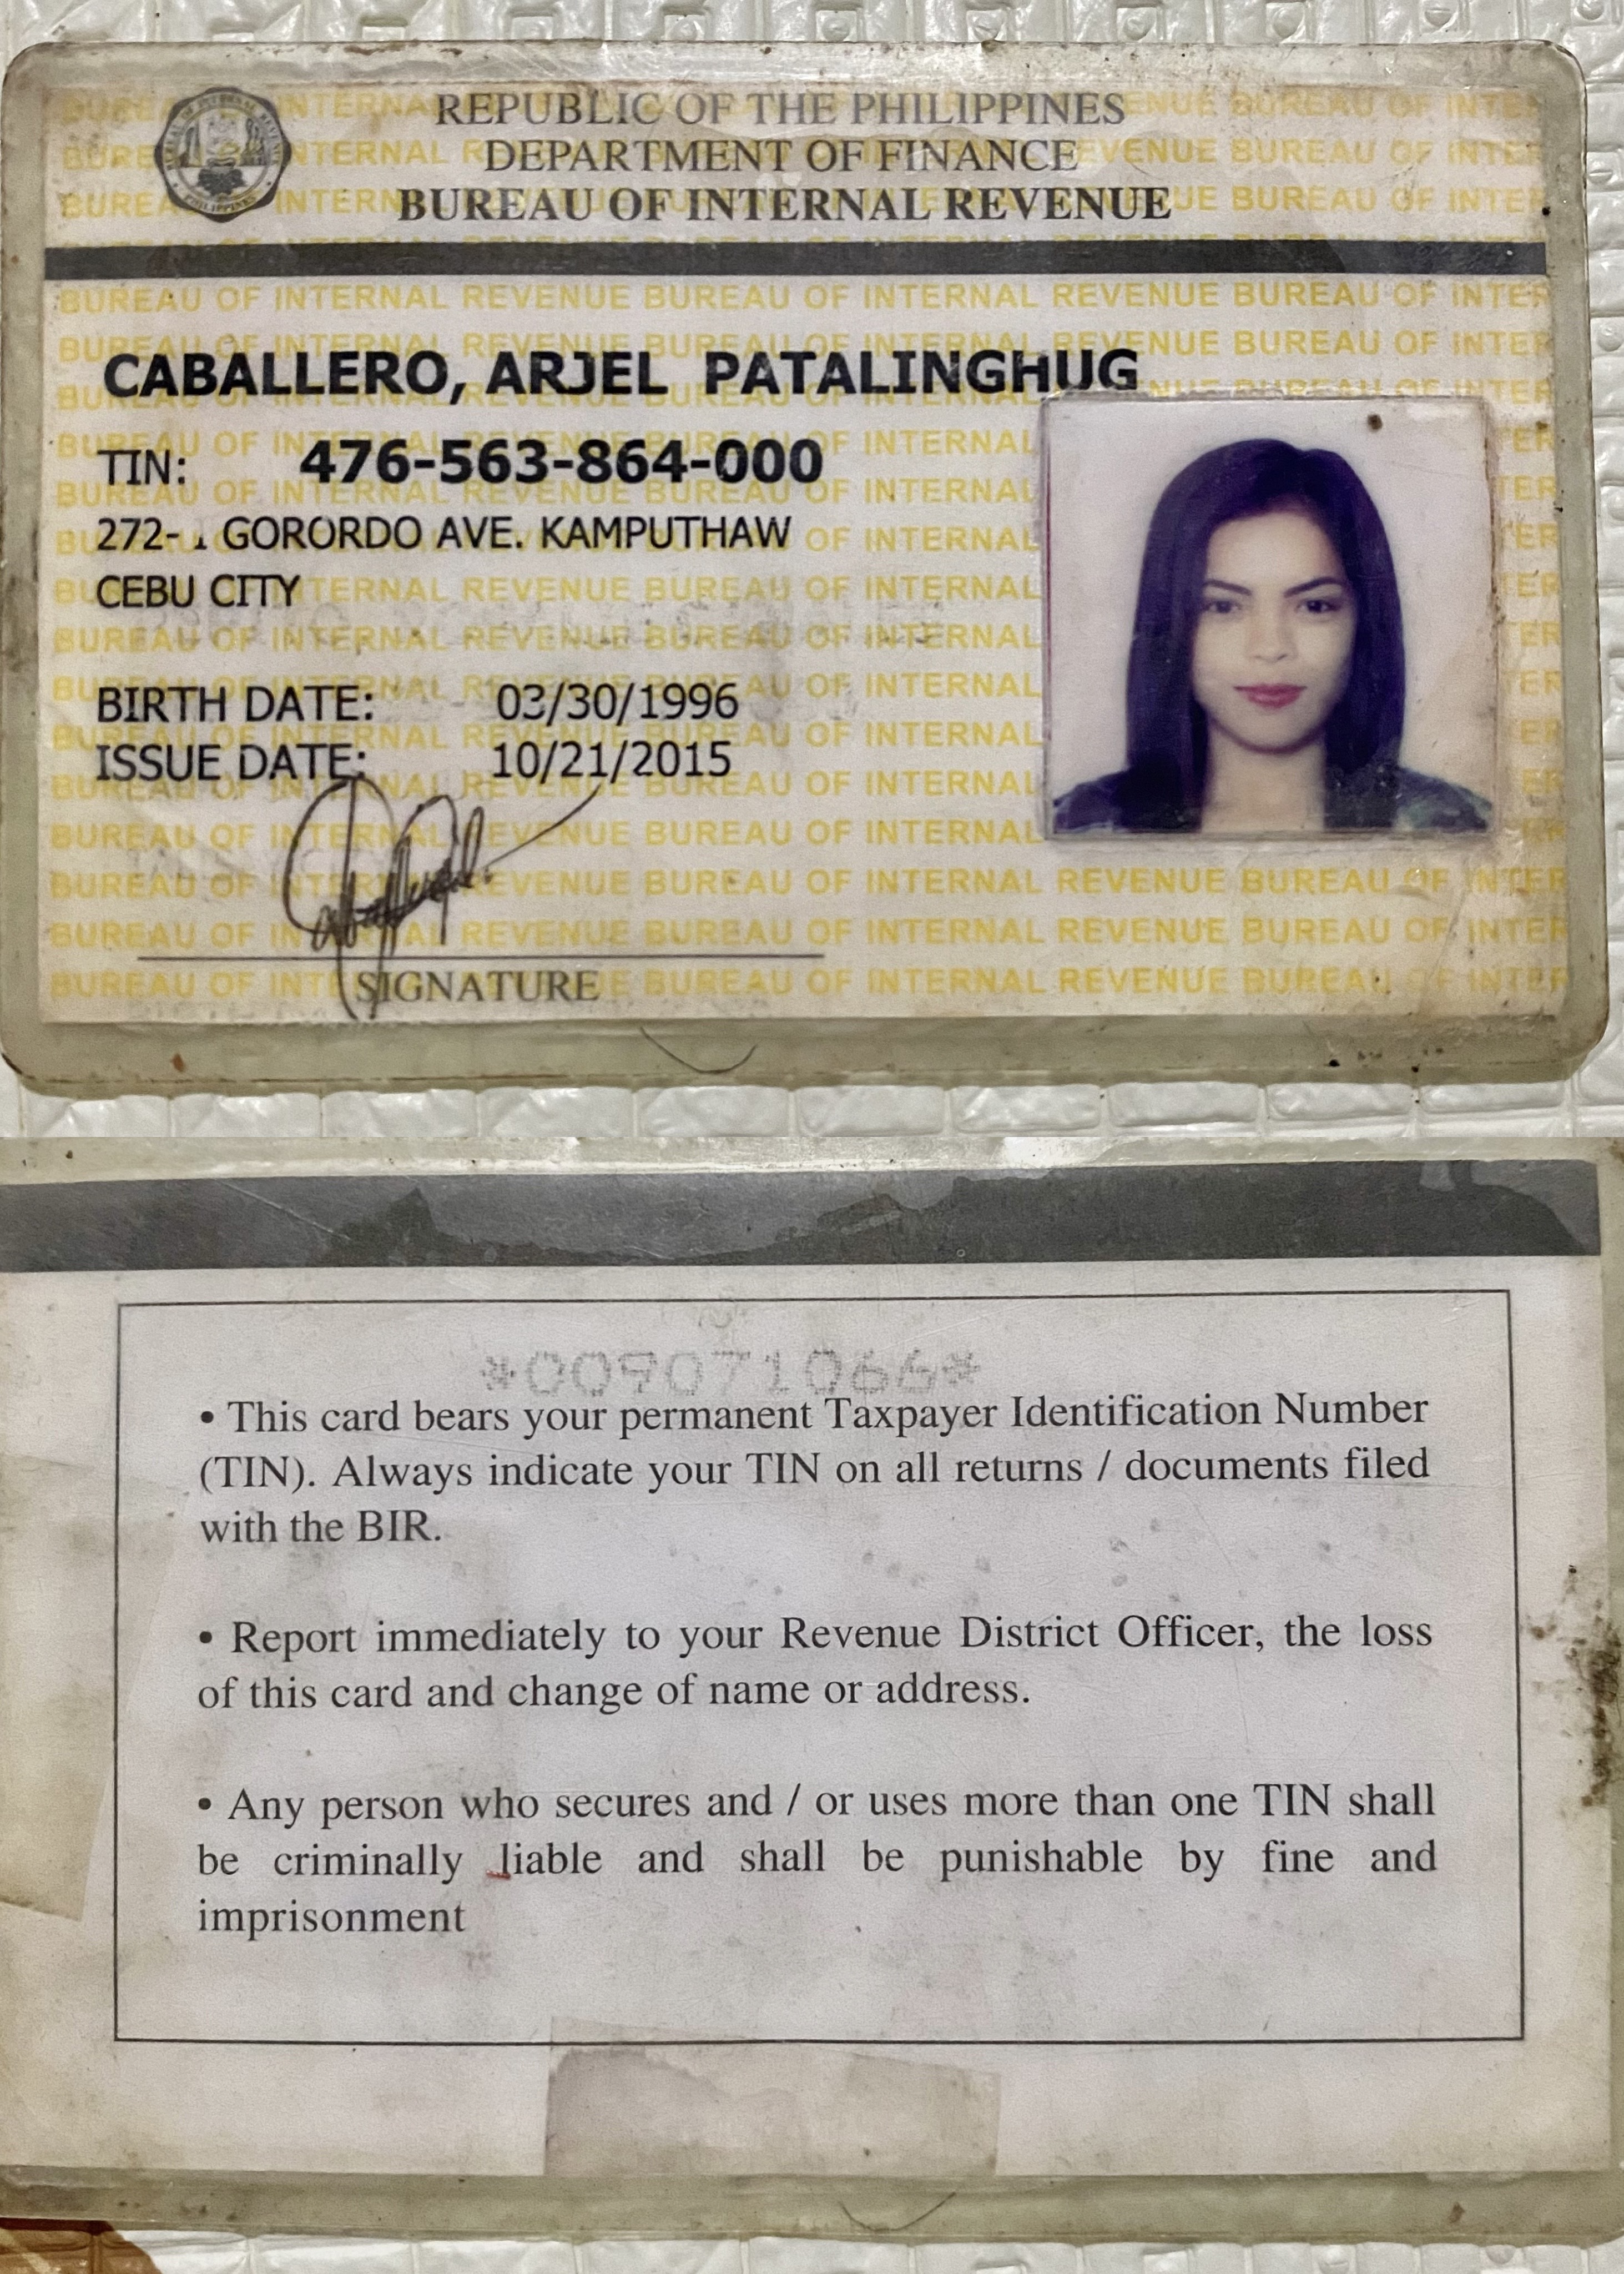 REPUBLIC OF THE PHILIPPINES
DEPARTMENT OF FINANCE
BUREAU OF INTERNAL REVENUE
CABALLERO, ARJEL PATALINGHUG
TIN: 476-563-864-000
272- GORORDO AVE. KAMPUTHAW
CEBU CITY
BIRTH DATE: 03/30/1996
ISSUE DATE: 10/21/2015
SIGNATURE
*009071066*
• This card bears your permanent Taxpayer Identification Number
(TIN). Always indicate your TIN on all returns / documents filed
with the BIR.
• Report immediately to your Revenue District Officer, the loss
of this card and change of name or address.
• Any person who secures and / or uses more than one TIN shall
be criminally liable and shall be punishable by fine and
imprisonment